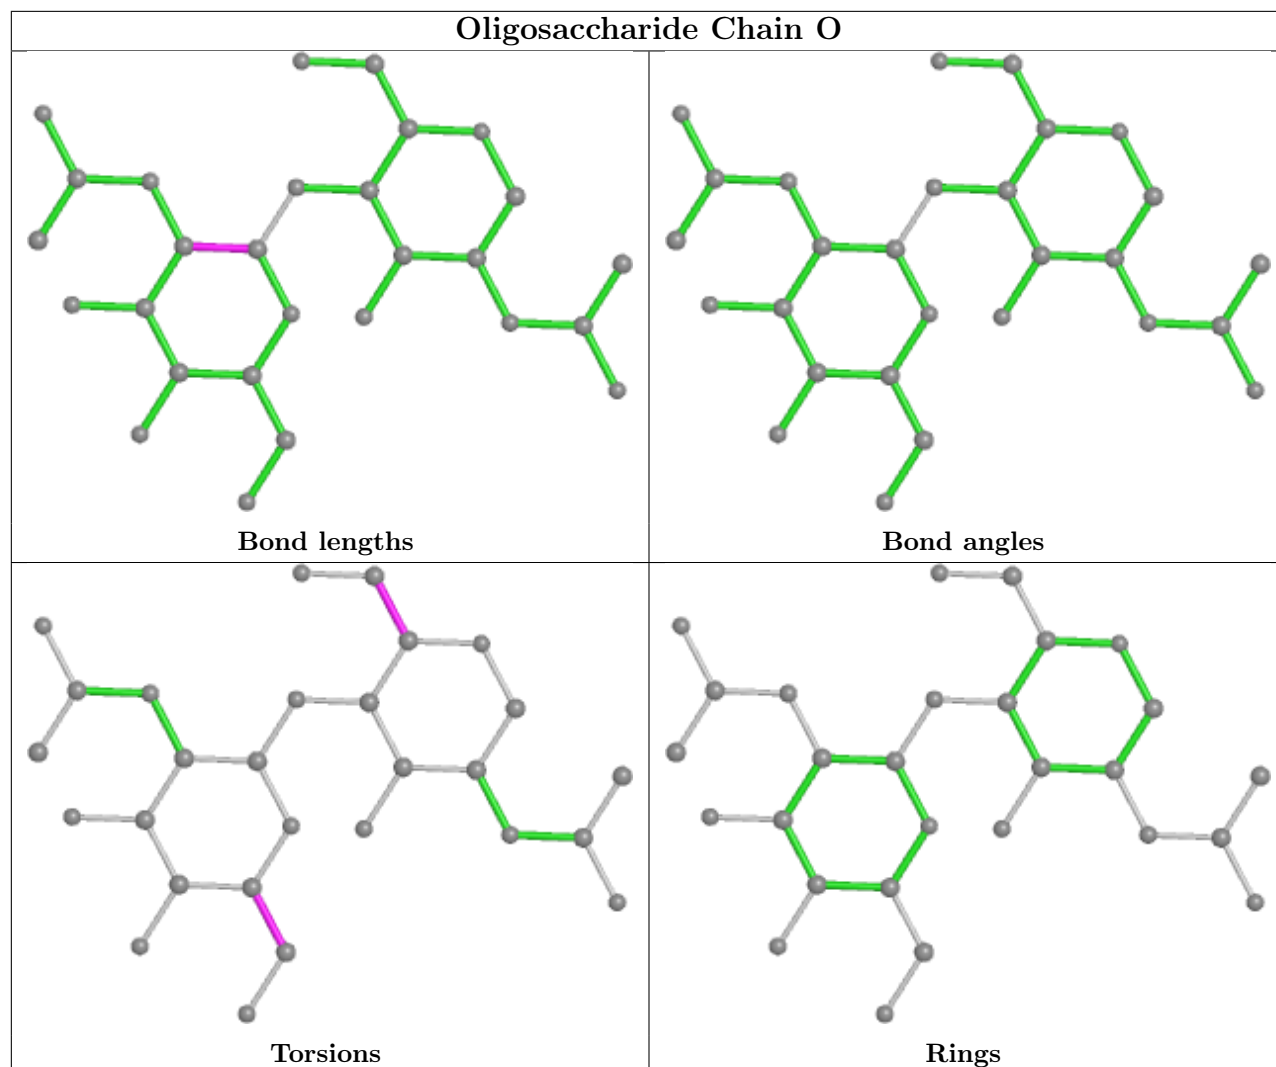 Oligosaccharide Chain O
Bond lengths
Bond angles
Torsions
Rings